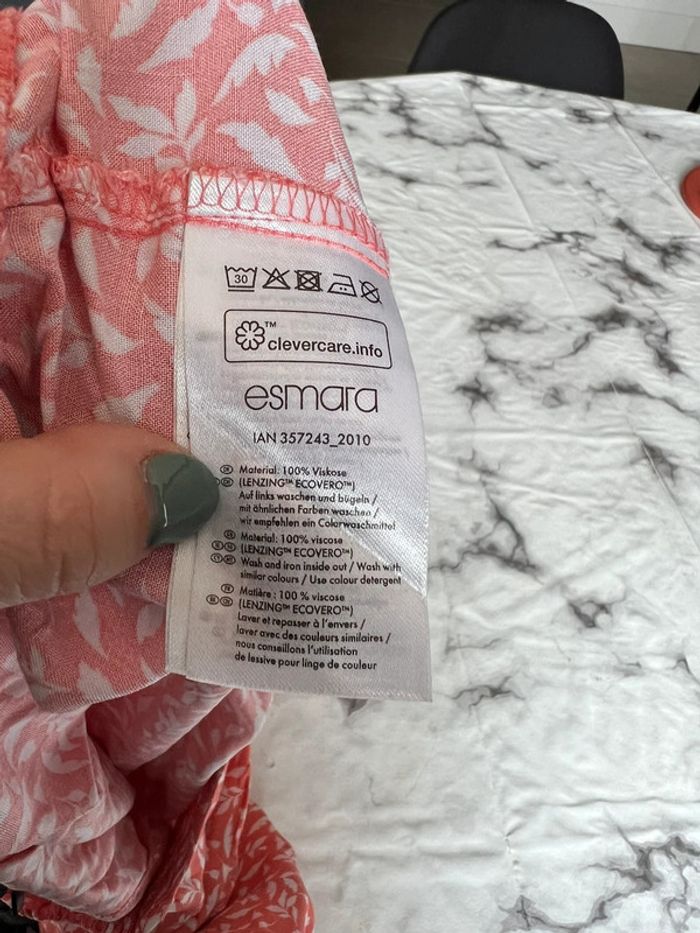 30
™
clevercare.info
esmara
IAN 357243_2010
Material: 100% Viskose
(LENZING™ ECOVERO™)
Auf links waschen und bügeln /
mit ähnlichen Farben waschen /
wir empfehlen ein Colorwaschmittel
Material: 100% viscose
(LENZING™ ECOVERO™)
Wash and iron inside out / Wash with
similar colours / Use colour detergent
Matière : 100 % viscose
(LENZING™ ECOVERO™)
Laver et repasser à l'envers /
laver avec des couleurs similaires /
nous conseillons l'utilisation
de lessive pour linge de couleur